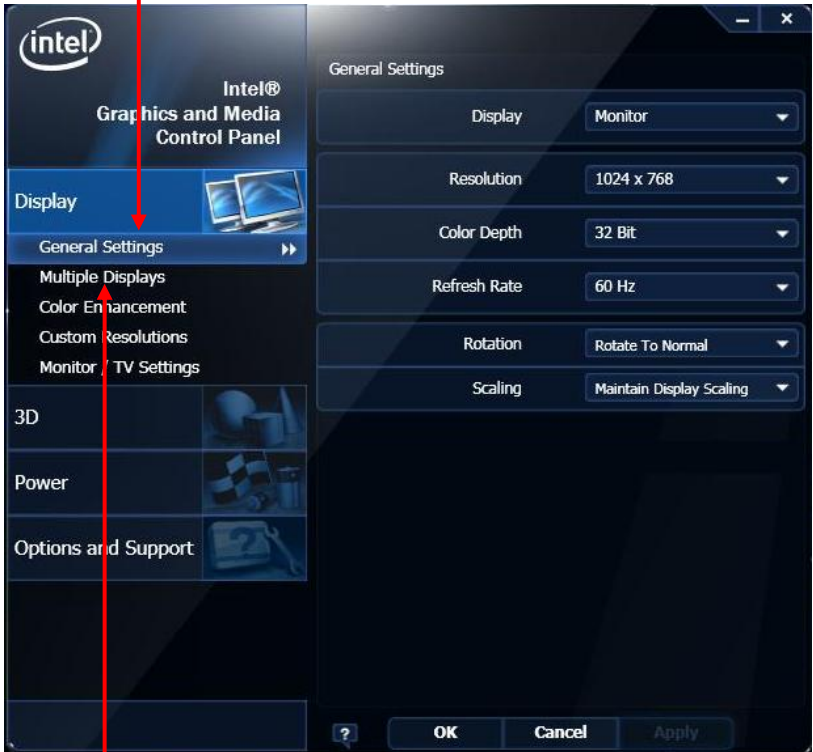 intel
Intel®
Graphics and Media
Control Panel
Display
General Settings
Multiple Displays
Color Enhancement
Custom Resolutions
Monitor / TV Settings
3D
Power
Options and Support
General Settings
Display Monitor
Resolution 1024 x 768
Color Depth 32 Bit
Refresh Rate 60 Hz
Rotation Rotate To Normal
Scaling Maintain Display Scaling
? OK Cancel Apply